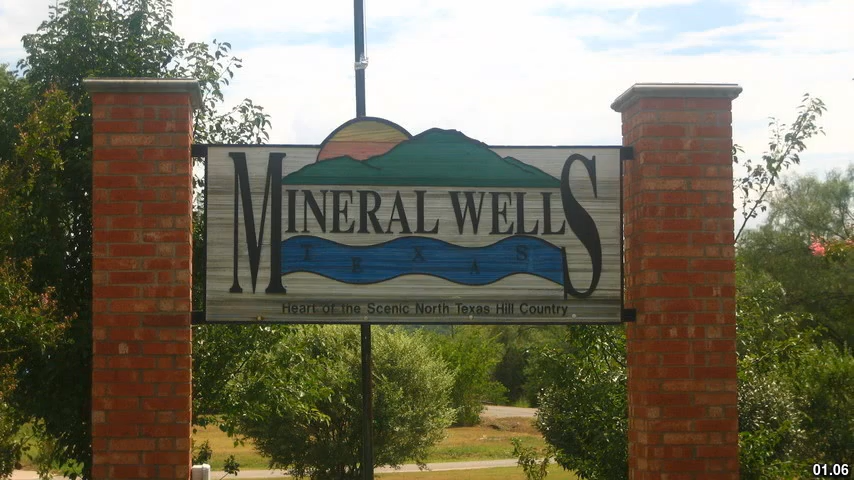 MINERAL WELLS
TEXAS
Heart of the Scenic North Texas Hill Country
01.06